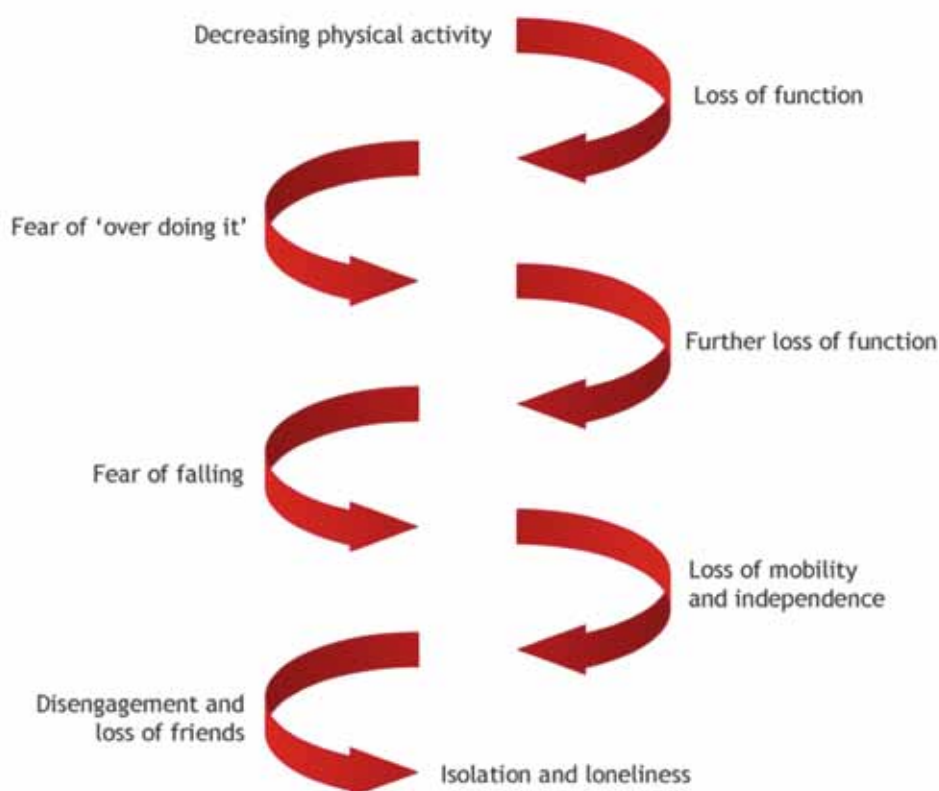 Decreasing physical activity
Loss of function
Fear of ‘over doing it’
Further loss of function
Fear of falling
Loss of mobility
and independence
Disengagement and
loss of friends
Isolation and loneliness